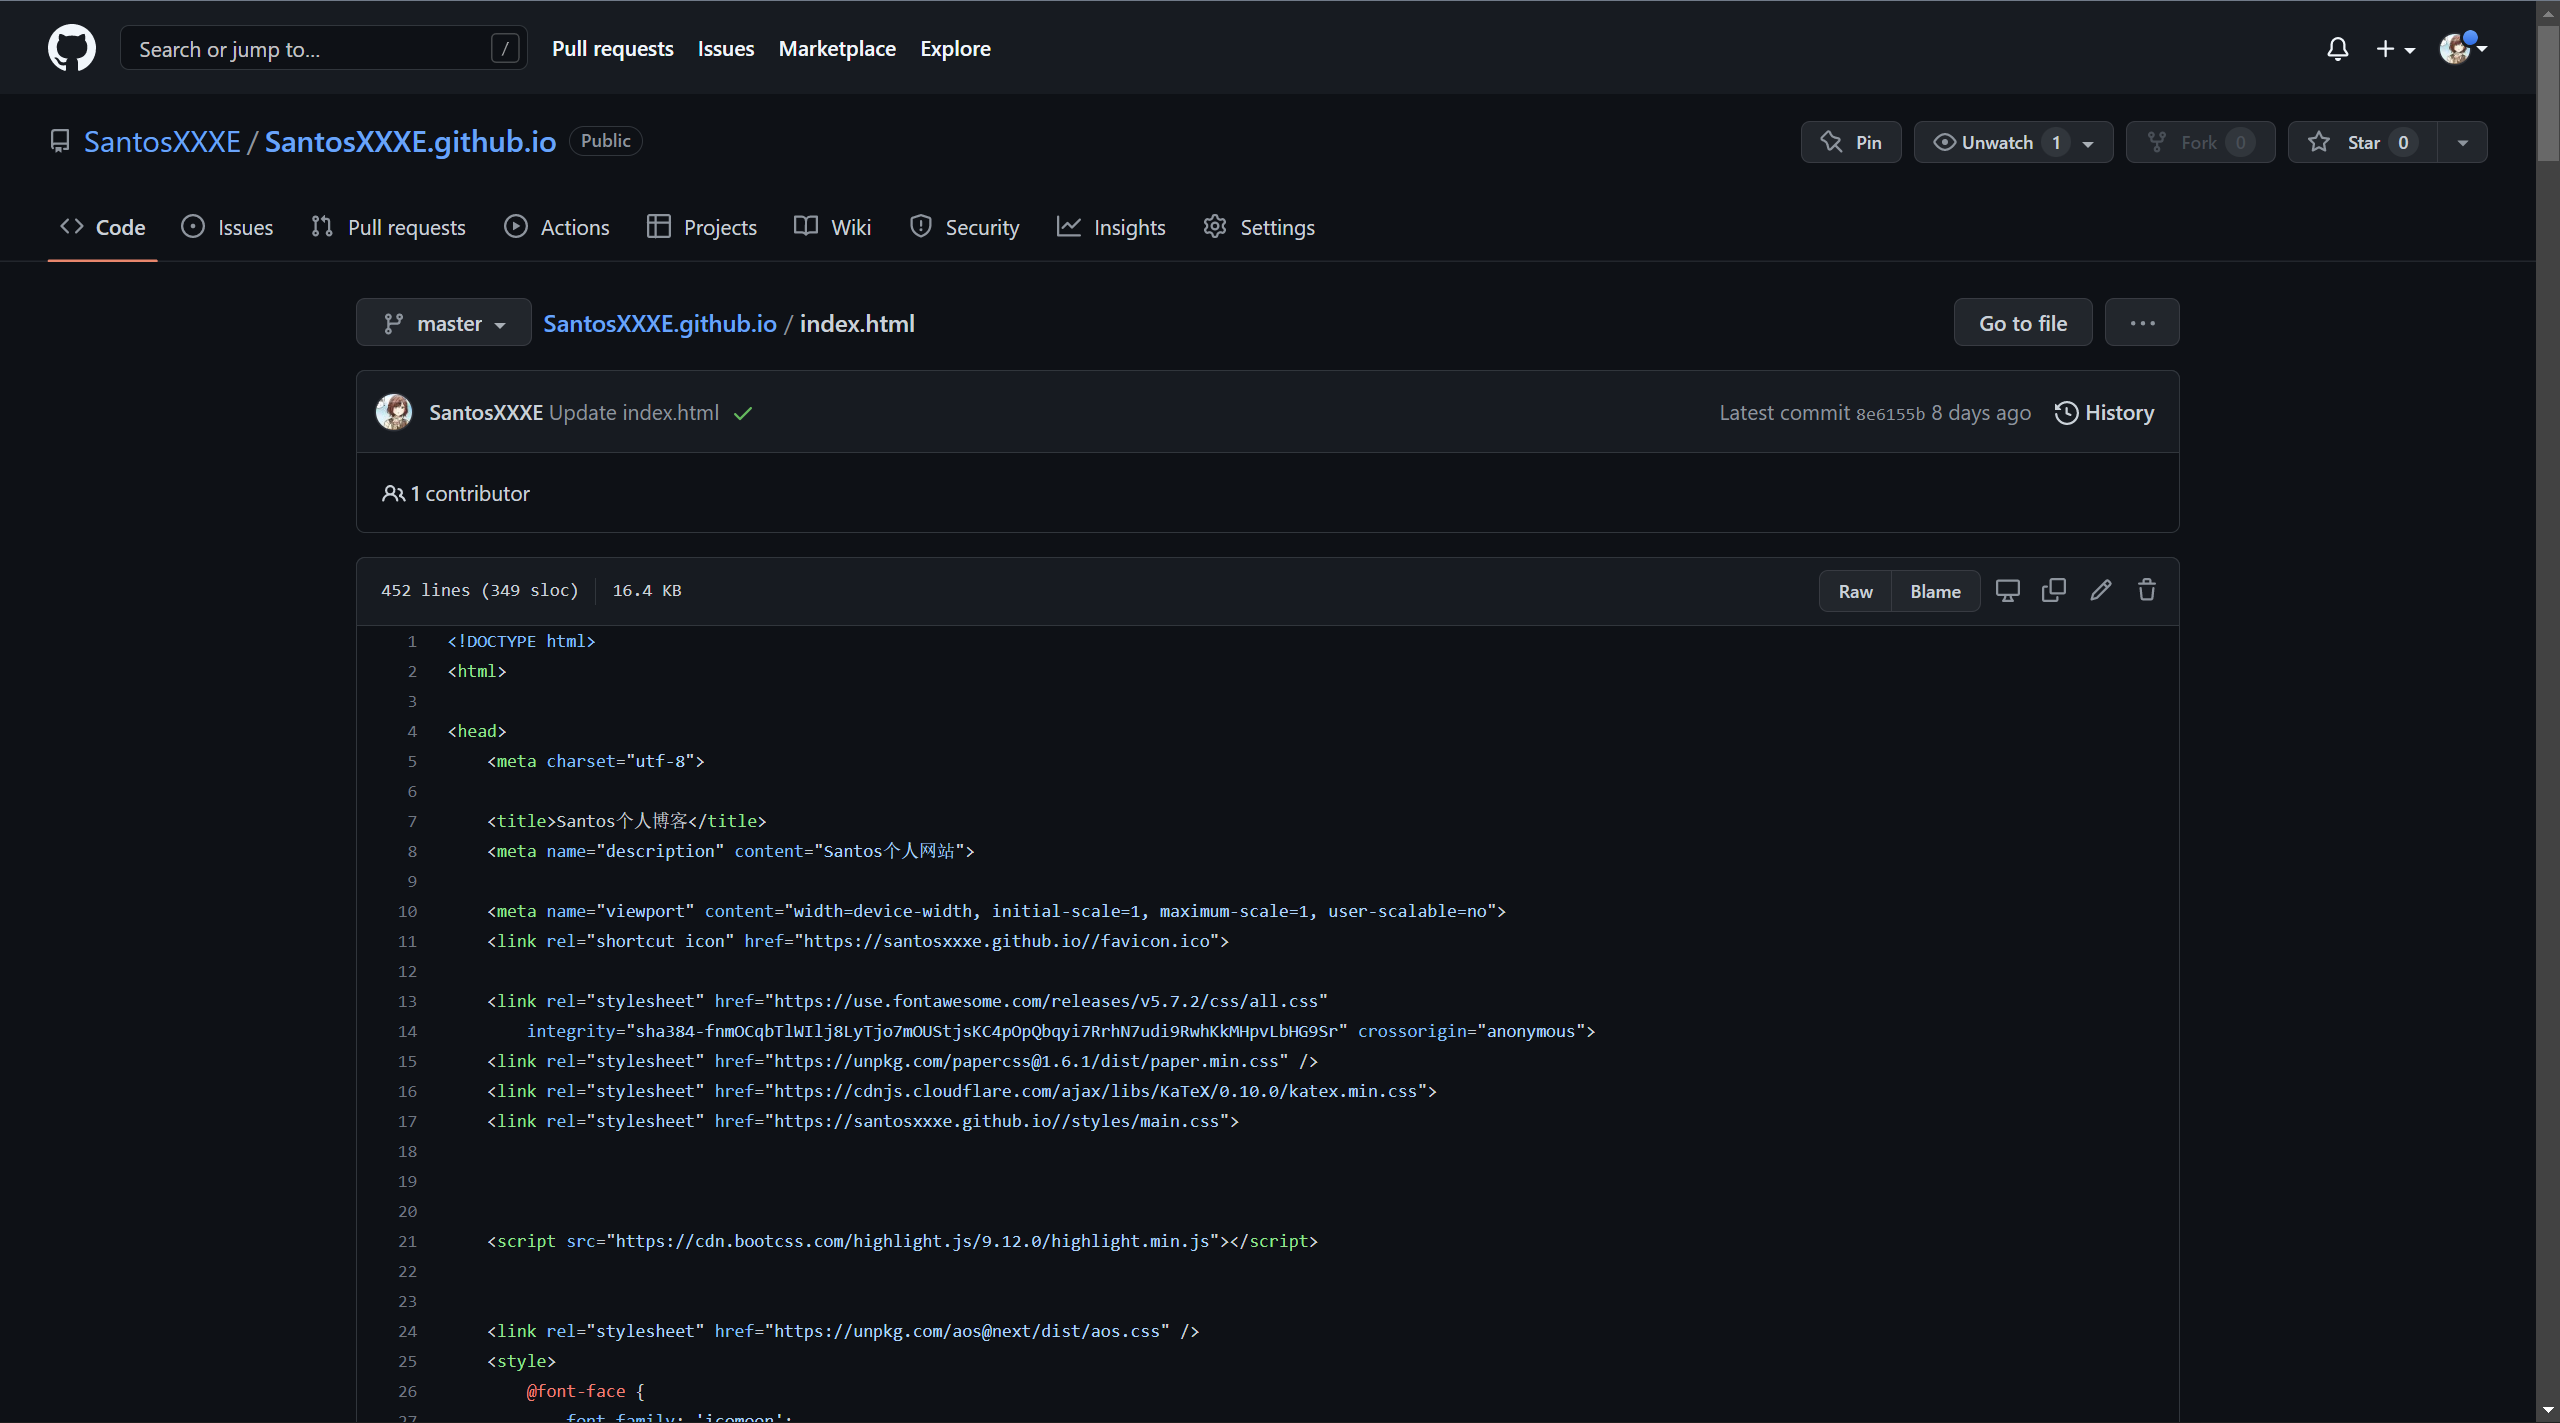 Search or jump to... /
Pull requests Issues Marketplace Explore
SantosXXXE / SantosXXXE.github.io Public
Pin Unwatch 1 Fork 0 Star 0
Code Issues Pull requests Actions Projects Wiki Security Insights Settings
master SantosXXXE.github.io / index.html Go to file ...
SantosXXXE Update index.html Latest commit 8e6155b 8 days ago History
1 contributor
452 lines (349 sloc) 16.4 KB Raw Blame
1 <!DOCTYPE html>
2 <html>
3
4 <head>
5 <meta charset="utf-8">
6
7 <title>Santos个人博客</title>
8 <meta name="description" content="Santos个人网站">
9
10 <meta name="viewport" content="width=device-width, initial-scale=1, maximum-scale=1, user-scalable=no">
11 <link rel="shortcut icon" href="https://santosxxxe.github.io//favicon.ico">
12
13 <link rel="stylesheet" href="https://use.fontawesome.com/releases/v5.7.2/css/all.css"
14 integrity="sha384-fnmOCqbTlWIlj8LyTjo7mOUStjsKC4pOpQbqyi7RrhN7udi9RwhKkMHpvLbHG9Sr" crossorigin="anonymous">
15 <link rel="stylesheet" href="https://unpkg.com/papercss@1.6.1/dist/paper.min.css" />
16 <link rel="stylesheet" href="https://cdnjs.cloudflare.com/ajax/libs/KaTeX/0.10.0/katex.min.css">
17 <link rel="stylesheet" href="https://santosxxxe.github.io//styles/main.css">
18
19
20
21 <script src="https://cdn.bootcss.com/highlight.js/9.12.0/highlight.min.js"></script>
22
23
24 <link rel="stylesheet" href="https://unpkg.com/aos@next/dist/aos.css" />
25 <style>
26 @font-face {
27 font-family: 'icomoon';